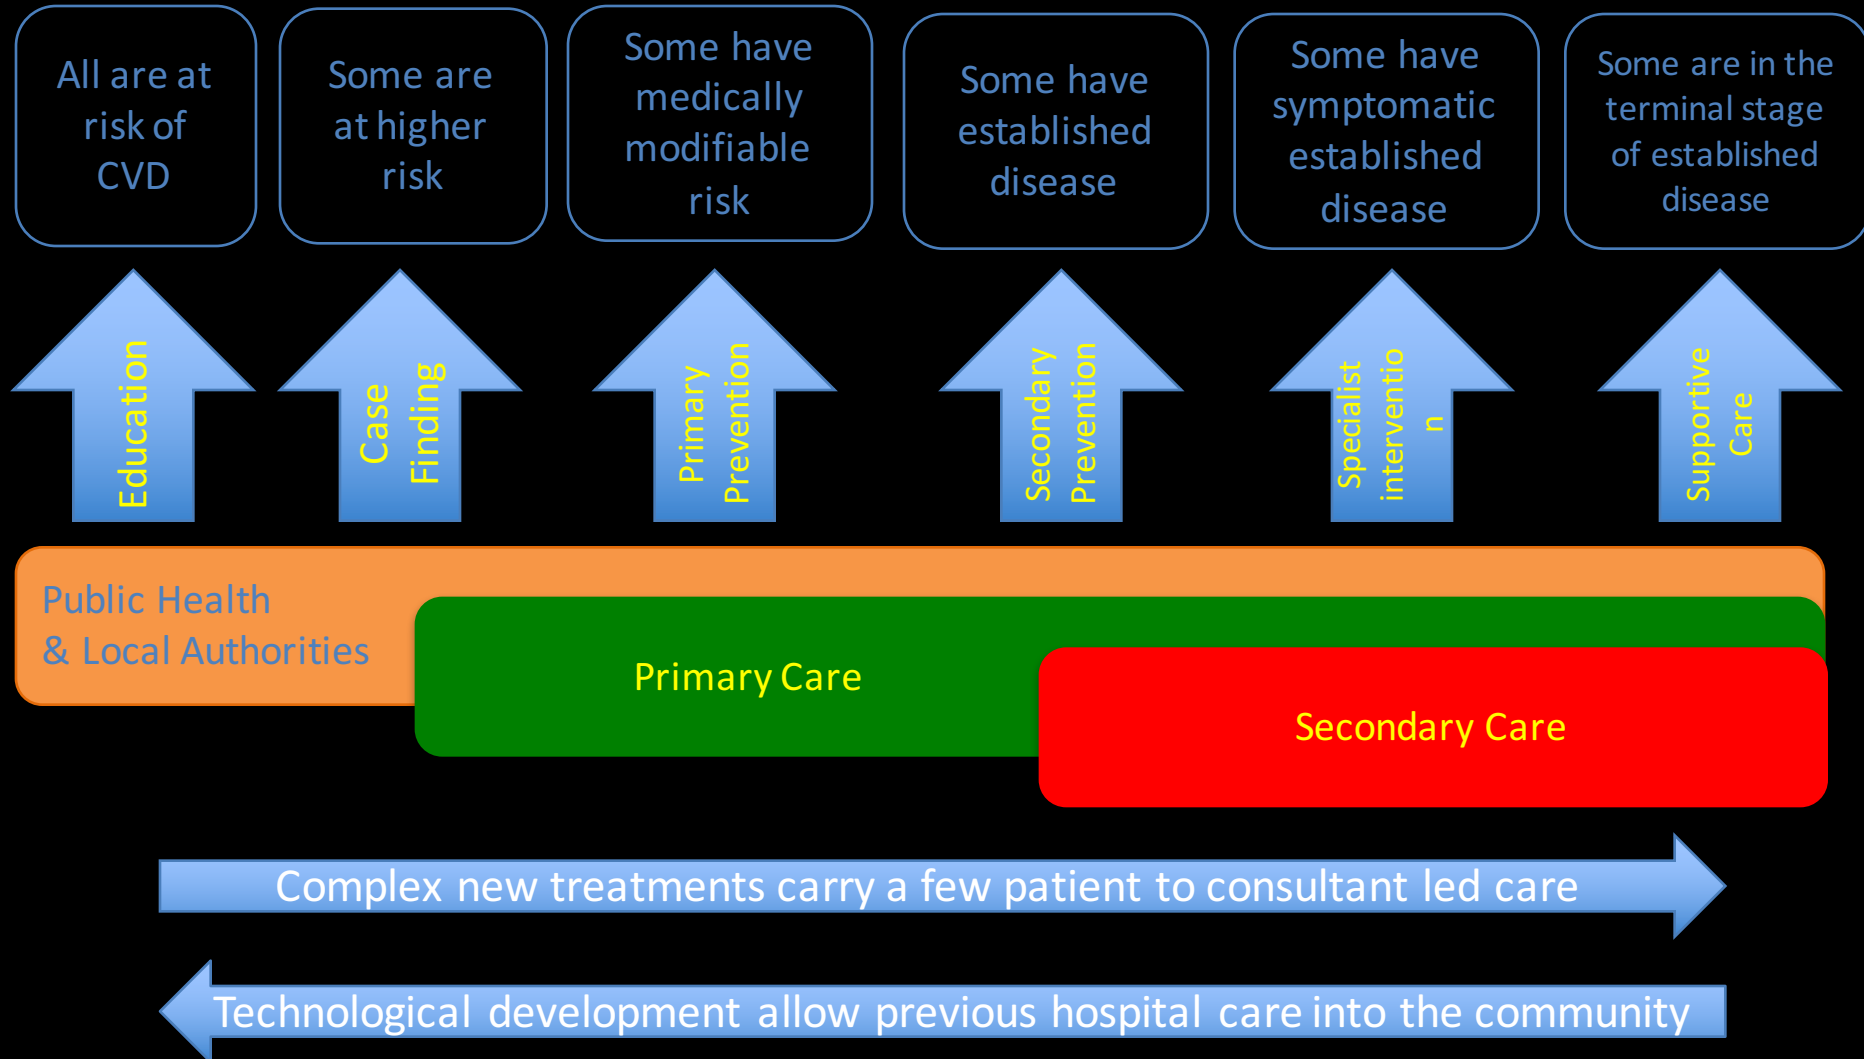 All are at
risk of
CVD
Some are
at higher
risk
Some have
medically
modifiable
risk
Some have
established
disease
Some have
symptomatic
established
disease
Some are in the
terminal stage
of established
disease
Education
Case
Finding
Primary
Prevention
Secondary
Prevention
Specialist
interventio
n
Supportive
Care
Public Health
& Local Authorities
Primary Care
Secondary Care
Complex new treatments carry a few patient to consultant led care
Technological development allow previous hospital care into the community